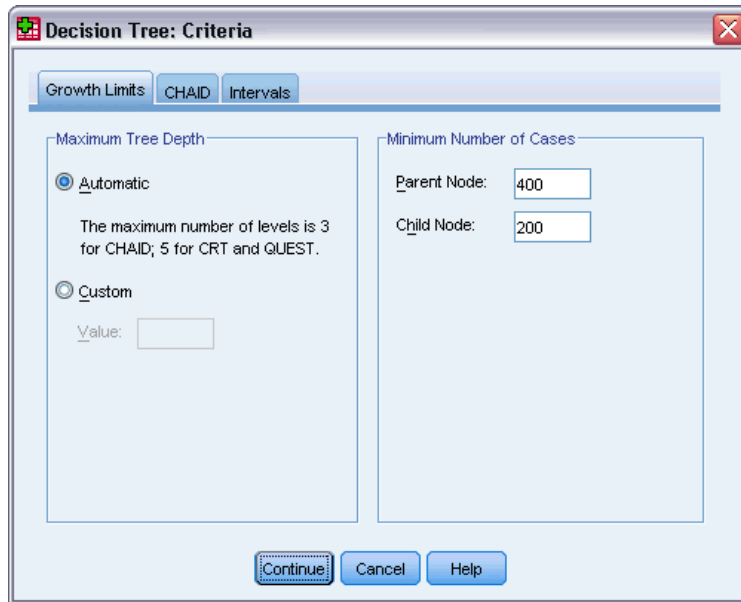 Decision Tree: Criteria
Growth Limits CHAID Intervals
Maximum Tree Depth
Automatic
The maximum number of levels is 3
for CHAID; 5 for CRT and QUEST.
Custom
Value:
Minimum Number of Cases
Parent Node: 400
Child Node: 200
Continue Cancel Help